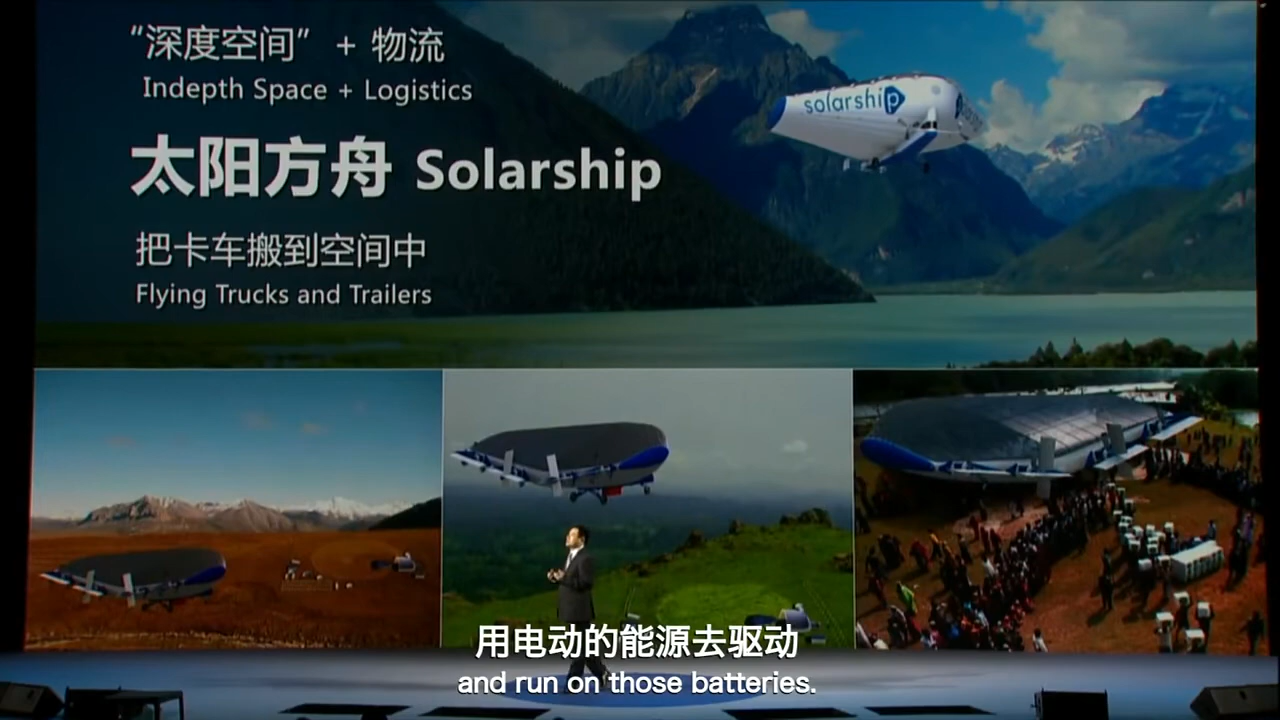 “深度空间” + 物流
Indepth Space + Logistics
太阳方舟 Solarship
把卡车搬到空间中
Flying Trucks and Trailers
solarship
用电动的能源去驱动
and run on those batteries.